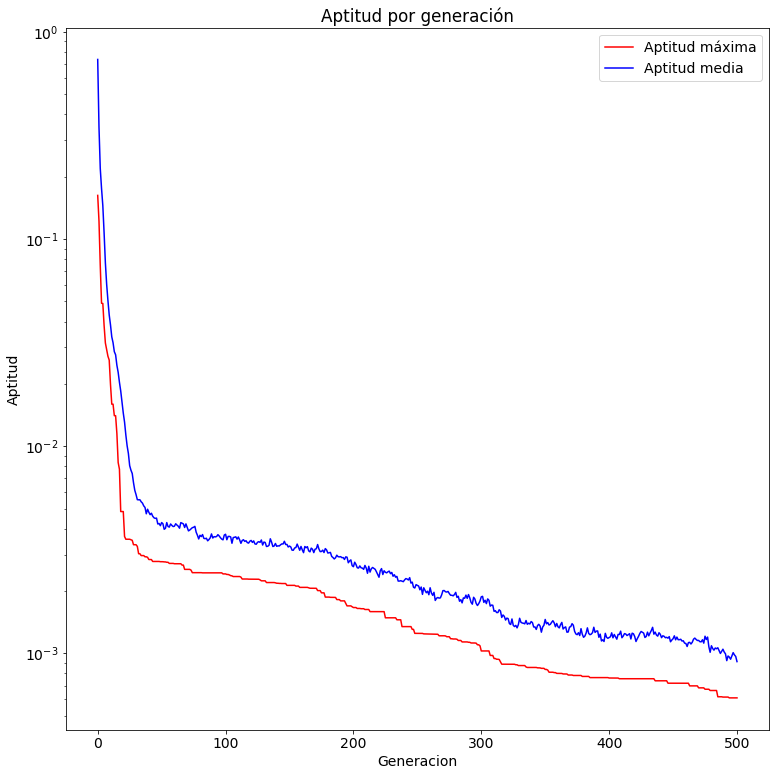 Aptitud por generación
Aptitud máxima
Aptitud media
Aptitud
10⁰
10⁻¹
10⁻²
10⁻³
0 100 200 300 400 500
Generacion